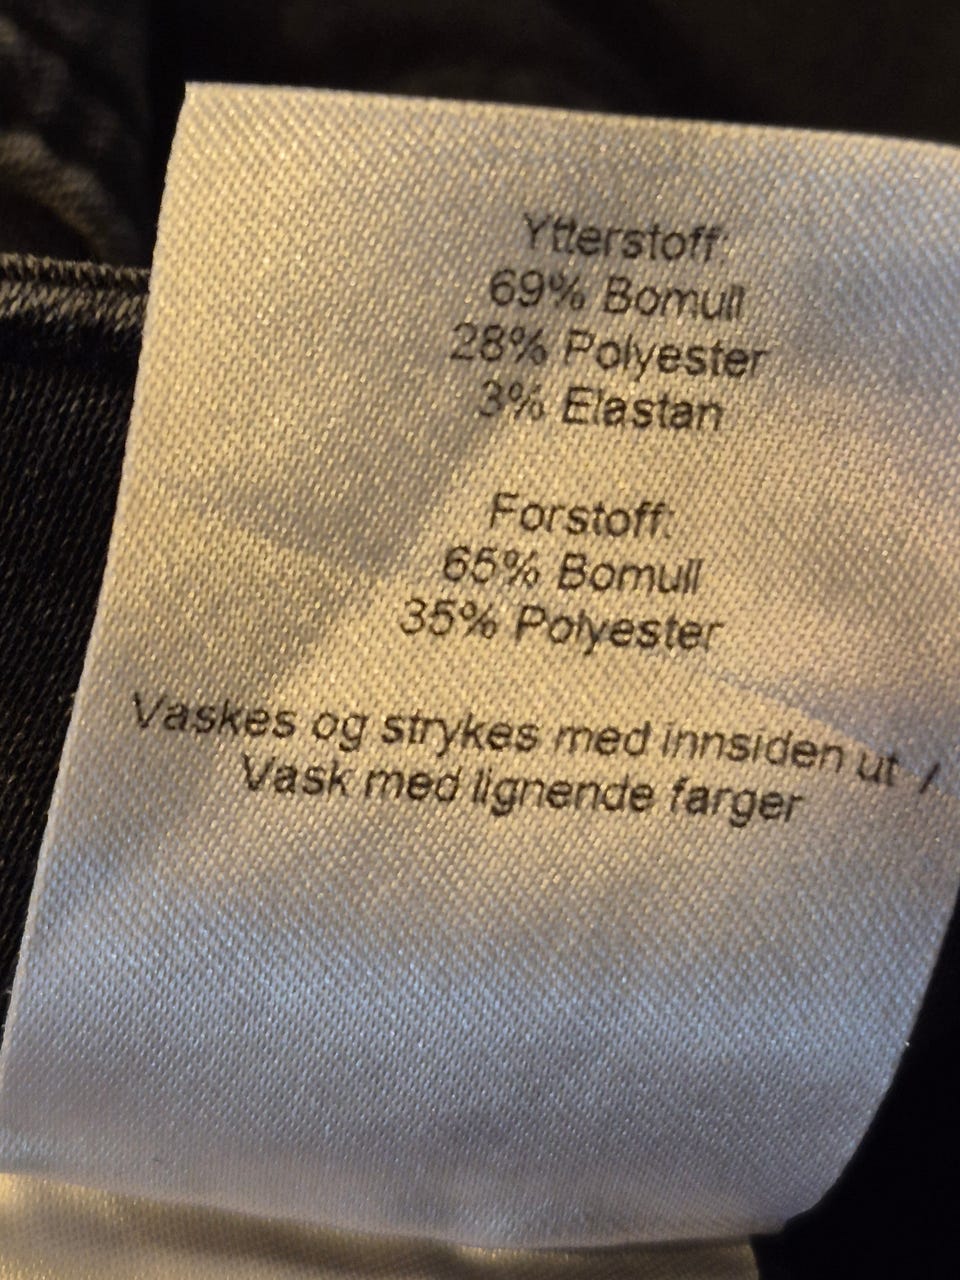 Ytterstoff:
69% Bomull
28% Polyester
3% Elastan
Forstoff:
65% Bomull
35% Polyester
Vaskes og strykes med innsiden ut /
Vask med lignende farger